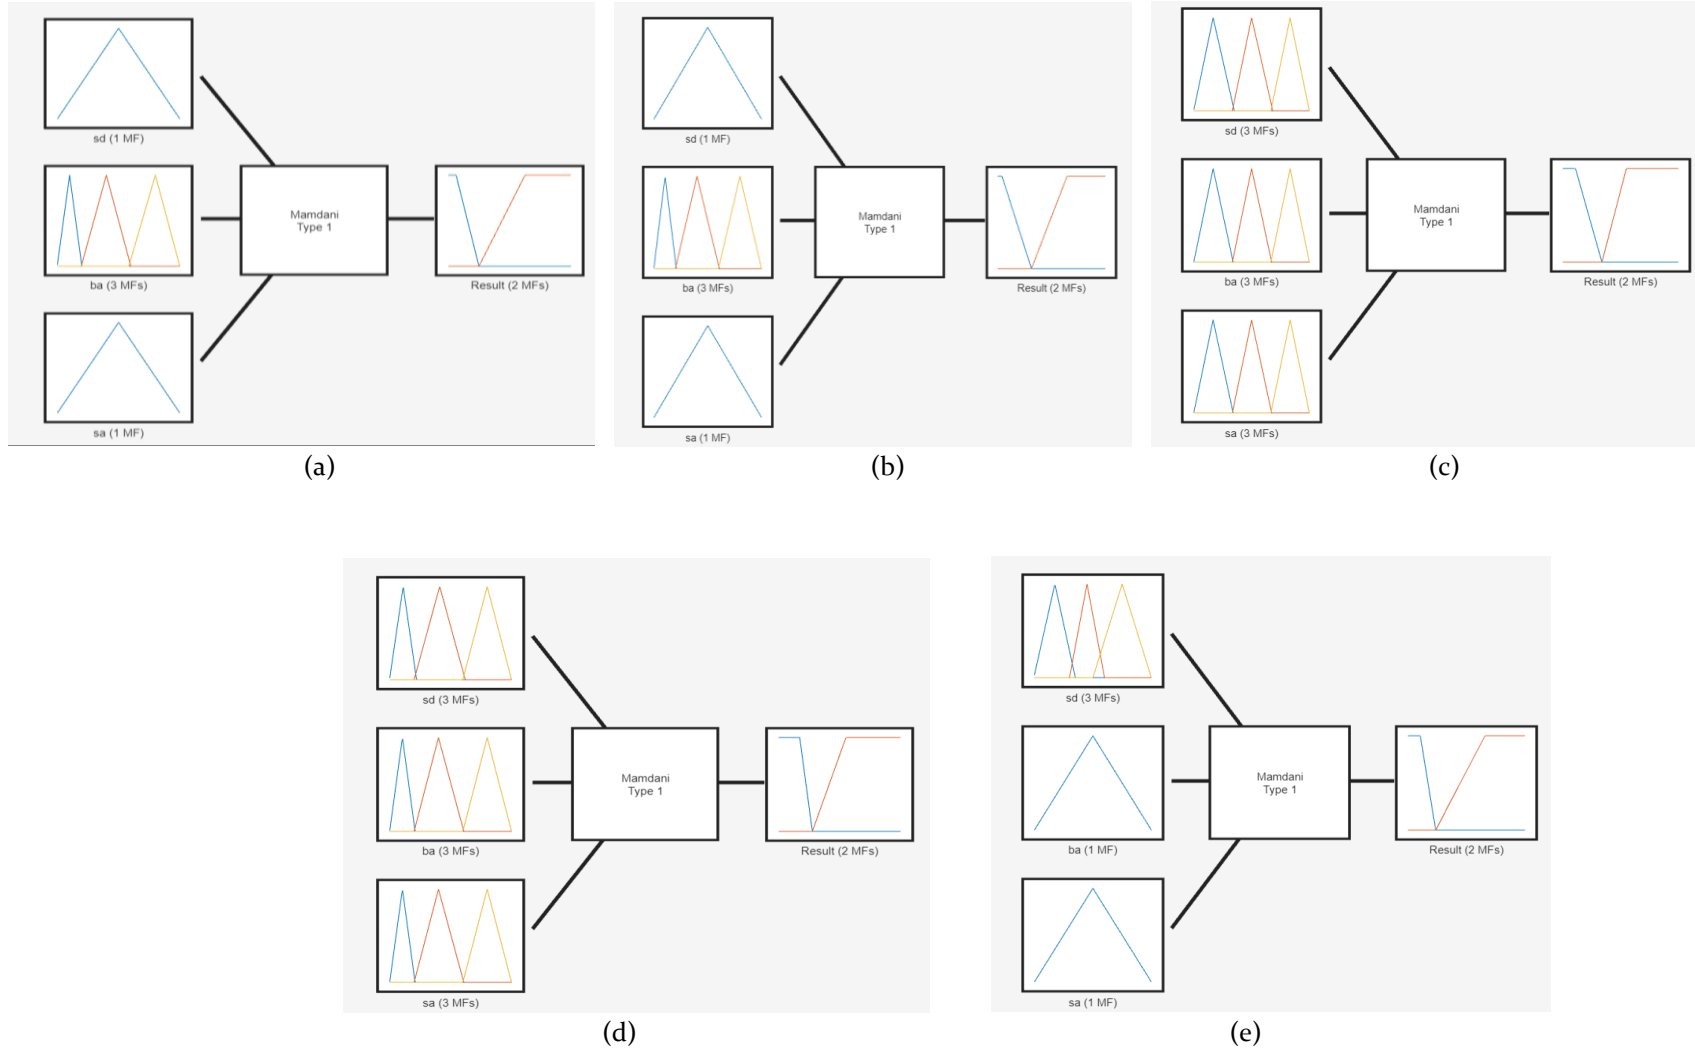 sd (1 MF)
ba (3 MFs)
sa (1 MF)
Mamdani
Type 1
Result (2 MFs)
(a)
sd (1 MF)
ba (3 MFs)
sa (1 MF)
Mamdani
Type 1
Result (2 MFs)
(b)
sd (3 MFs)
ba (3 MFs)
sa (3 MFs)
Mamdani
Type 1
Result (2 MFs)
(c)
sd (3 MFs)
ba (3 MFs)
sa (3 MFs)
Mamdani
Type 1
Result (2 MFs)
(d)
sd (3 MFs)
ba (1 MF)
sa (1 MF)
Mamdani
Type 1
Result (2 MFs)
(e)